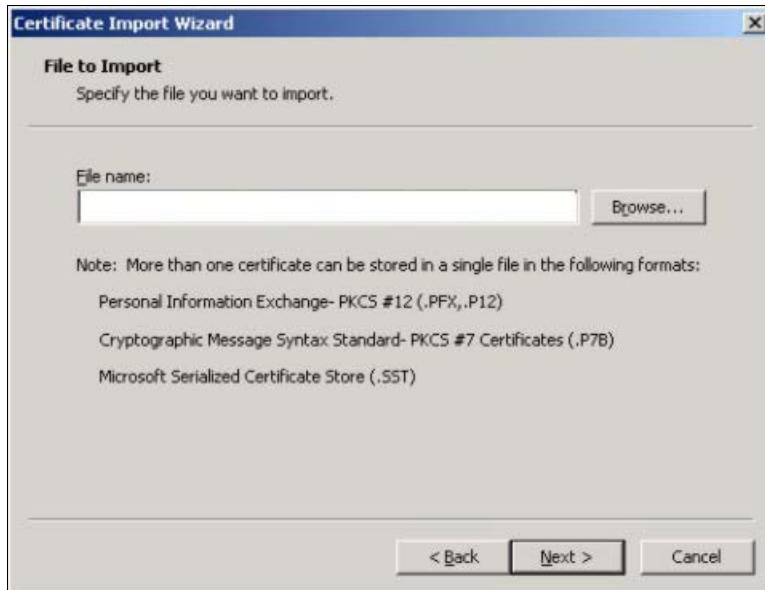 Certificate Import Wizard
File to Import
Specify the file you want to import.
File name:
Browse...
Note: More than one certificate can be stored in a single file in the following formats:
Personal Information Exchange- PKCS #12 (.PFX,.P12)
Cryptographic Message Syntax Standard- PKCS #7 Certificates (.P7B)
Microsoft Serialized Certificate Store (.SST)
< Back Next > Cancel